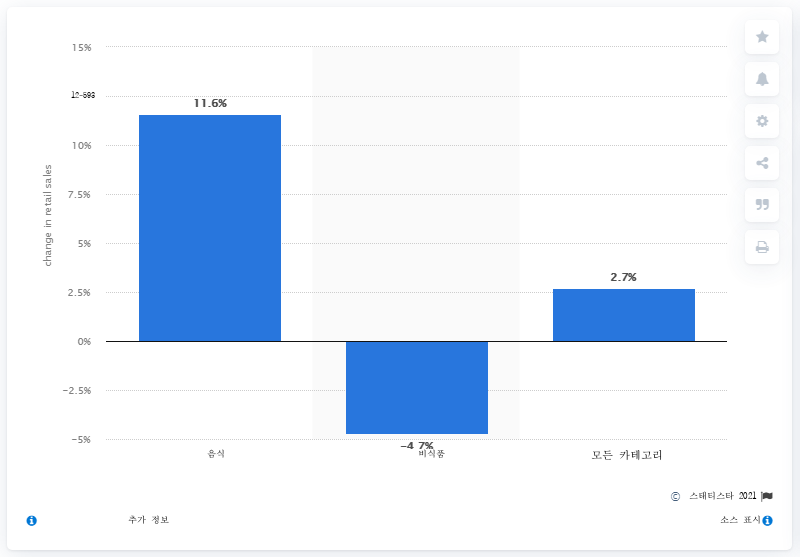 15%
12-593
11.6%
10%
7.5%
5%
2.5%
2.7%
0%
−2.5%
−5%
−4.7%
change in retail sales
음식
비식품
모든 카테고리
© 스태티스타 2021
추가 정보
소스 표시